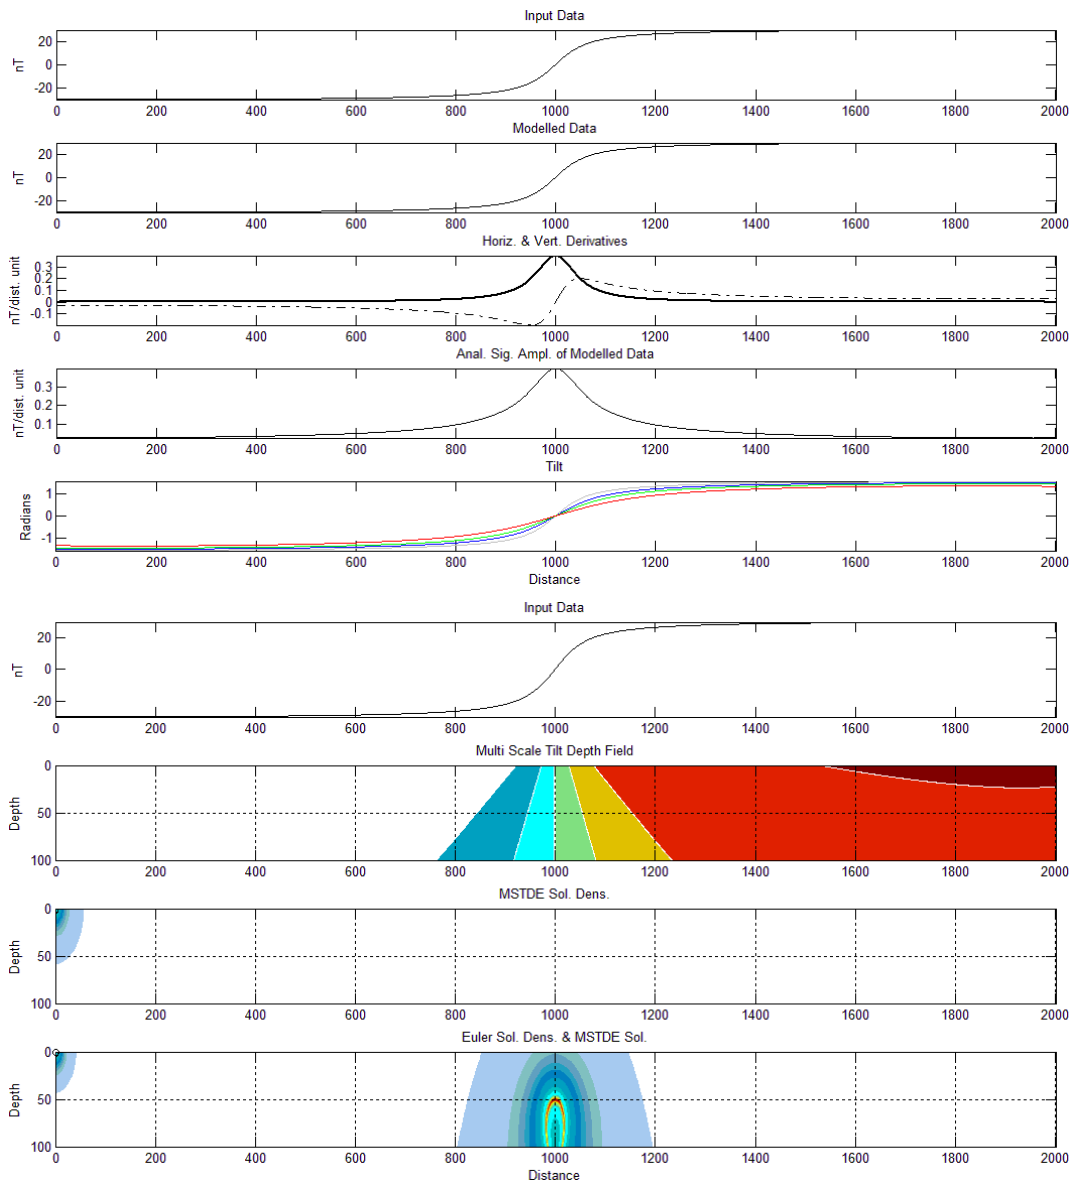 Input Data
nT
20
0
-20
0 200 400 600 800 1000 1200 1400 1600 1800 2000
Modelled Data
nT
20
0
-20
0 200 400 600 800 1000 1200 1400 1600 1800 2000
Horiz. & Vert. Derivatives
nT/dist. unit
0.3
0.2
0.1
0
-0.1
0 200 400 600 800 1000 1200 1400 1600 1800 2000
Anal. Sig. Ampl. of Modelled Data
nT/dist. unit
0.3
0.2
0.1
0 200 400 600 800 1000 1200 1400 1600 1800 2000
Tilt
Radians
1
0
-1
0 200 400 600 800 1000 1200 1400 1600 1800 2000
Distance
Input Data
nT
20
0
-20
0 200 400 600 800 1000 1200 1400 1600 1800 2000
Multi Scale Tilt Depth Field
Depth
0
50
100
0 200 400 600 800 1000 1200 1400 1600 1800 2000
MSTDE Sol. Dens.
Depth
0
50
100
0 200 400 600 800 1000 1200 1400 1600 1800 2000
Euler Sol. Dens. & MSTDE Sol.
Depth
0
50
100
0 200 400 600 800 1000 1200 1400 1600 1800 2000
Distance